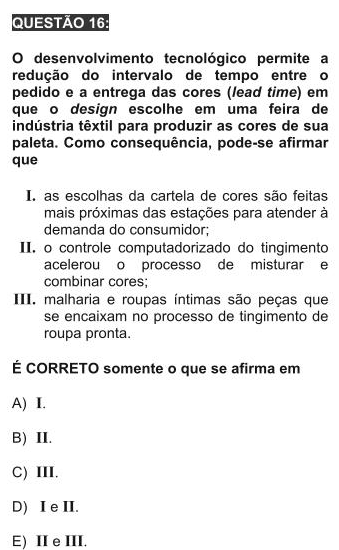 QUESTÃO 16:
O desenvolvimento tecnológico permite a
redução do intervalo de tempo entre o
pedido e a entrega das cores (lead time) em
que o design escolhe em uma feira de
indústria têxtil para produzir as cores de sua
paleta. Como consequência, pode-se afirmar
que
I. as escolhas da cartela de cores são feitas
mais próximas das estações para atender à
demanda do consumidor;
II. o controle computadorizado do tingimento
acelerou o processo de misturar e
combinar cores;
III. malharia e roupas íntimas são peças que
se encaixam no processo de tingimento de
roupa pronta.
É CORRETO somente o que se afirma em
A) I.
B) II.
C) III.
D) I e II.
E) II e III.